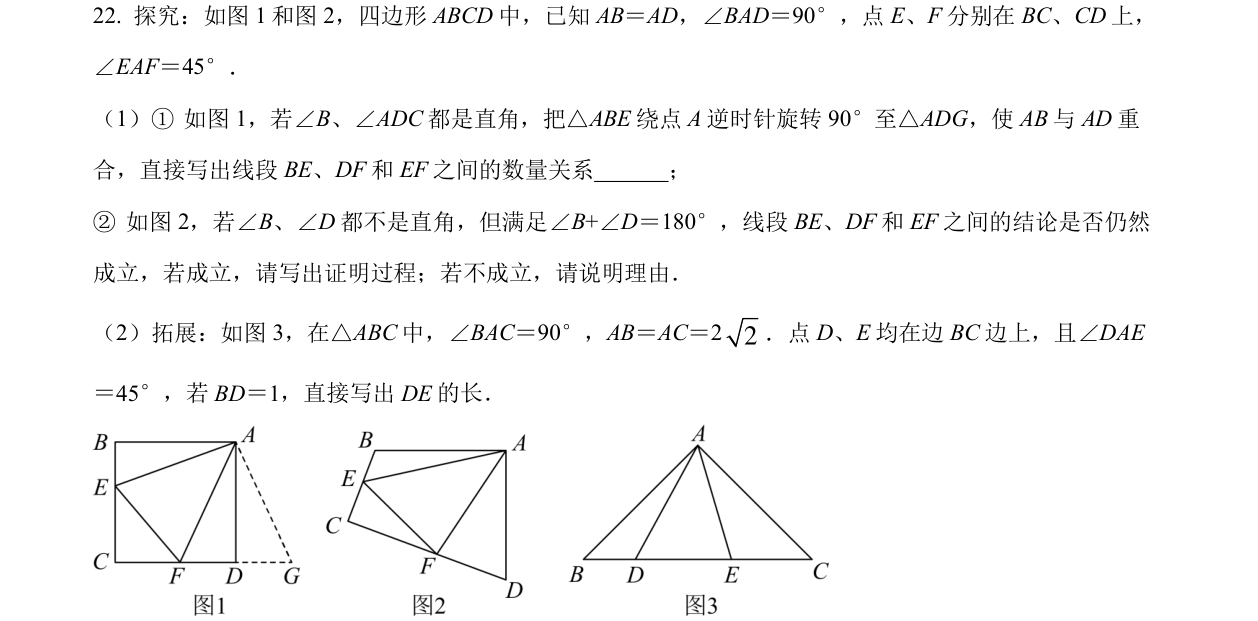 22. 探究：如图 1 和图 2，四边形 ABCD 中，已知 AB＝AD，∠BAD＝90°，点 E、F 分别在 BC、CD 上，
∠EAF＝45°．
（1）① 如图 1，若∠B、∠ADC 都是直角，把△ABE 绕点 A 逆时针旋转 90°至△ADG，使 AB 与 AD 重
合，直接写出线段 BE、DF 和 EF 之间的数量关系______；
② 如图 2，若∠B、∠D 都不是直角，但满足∠B+∠D＝180°，线段 BE、DF 和 EF 之间的结论是否仍然
成立，若成立，请写出证明过程；若不成立，请说明理由．
（2）拓展：如图 3，在△ABC 中，∠BAC＝90°，AB＝AC＝2√2．点 D、E 均在边 BC 边上，且∠DAE
＝45°，若 BD＝1，直接写出 DE 的长．
B A E C F D G
图1
B A E C F D
图2
A B D E C
图3